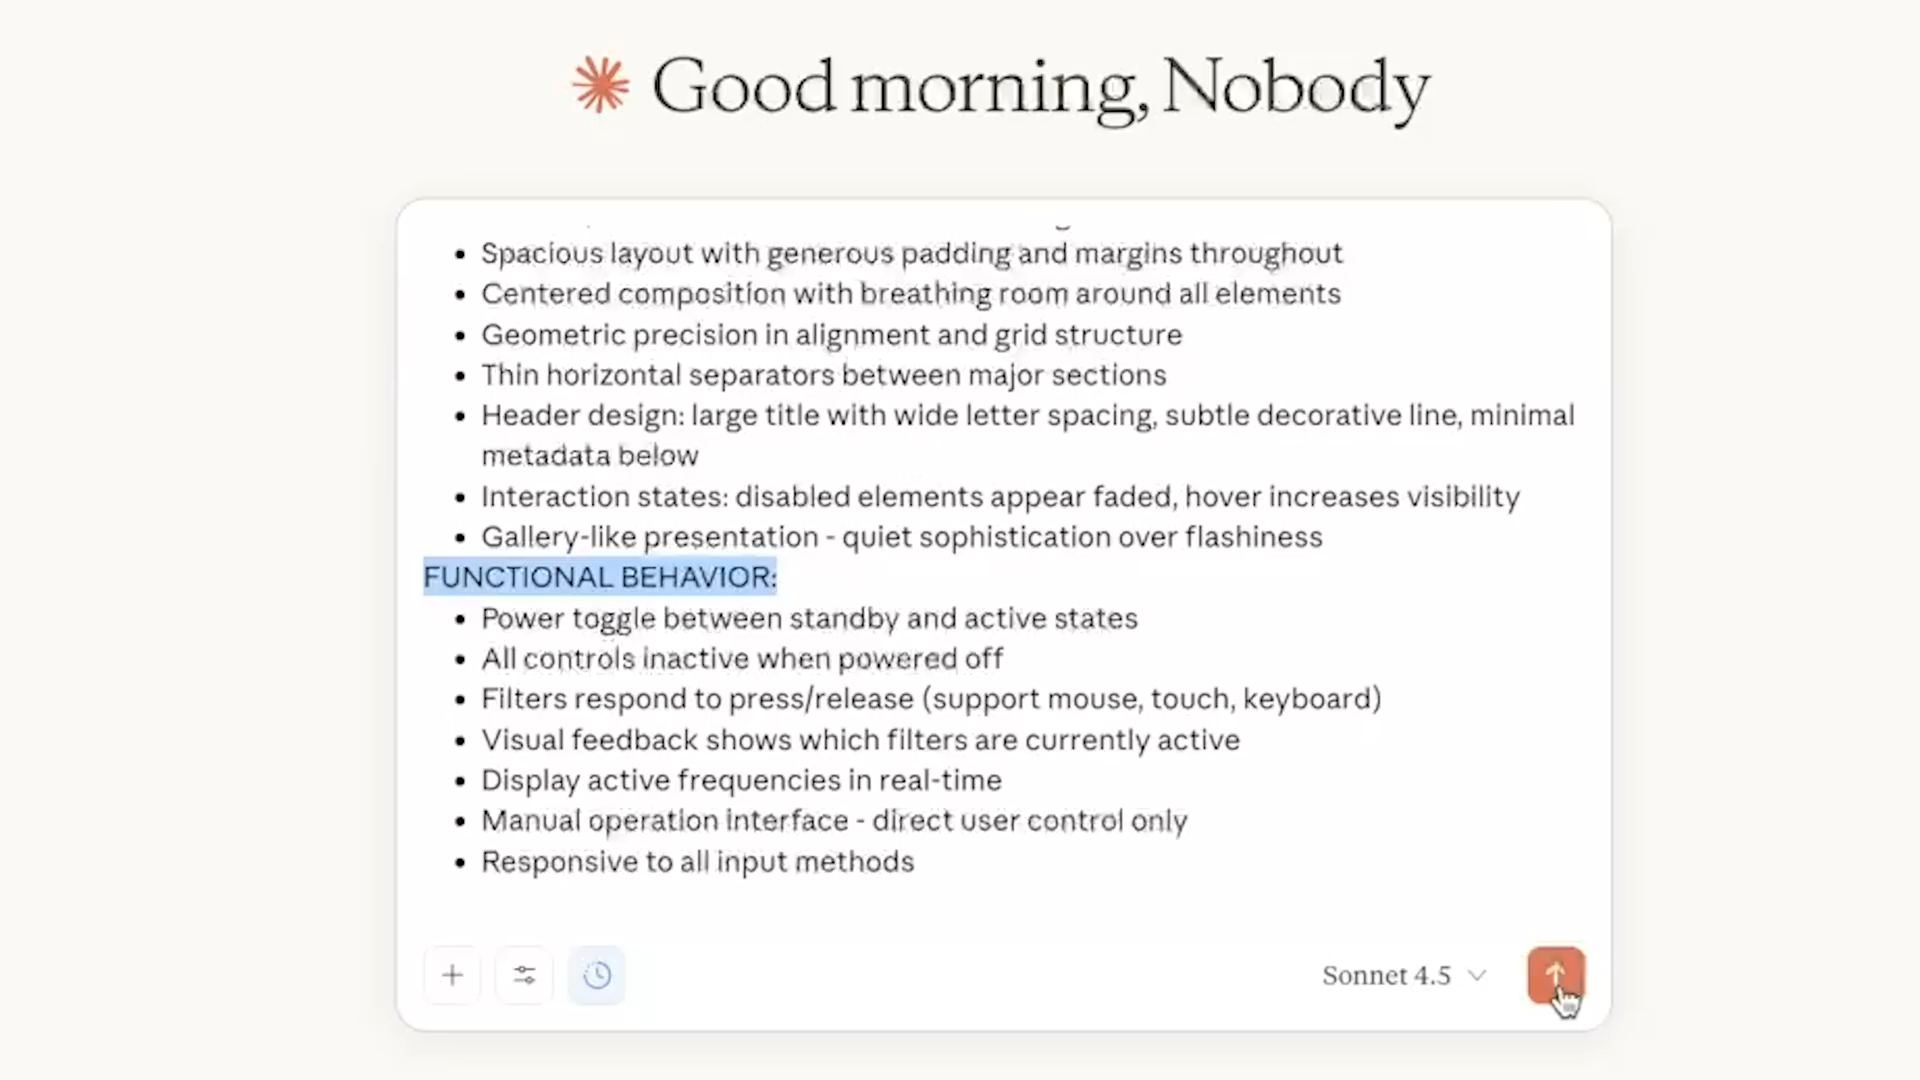 Good morning, Nobody
• Spacious layout with generous padding and margins throughout
• Centered composition with breathing room around all elements
• Geometric precision in alignment and grid structure
• Thin horizontal separators between major sections
• Header design: large title with wide letter spacing, subtle decorative line, minimal
metadata below
• Interaction states: disabled elements appear faded, hover increases visibility
• Gallery-like presentation - quiet sophistication over flashiness
FUNCTIONAL BEHAVIOR:
• Power toggle between standby and active states
• All controls inactive when powered off
• Filters respond to press/release (support mouse, touch, keyboard)
• Visual feedback shows which filters are currently active
• Display active frequencies in real-time
• Manual operation interface - direct user control only
• Responsive to all input methods
Sonnet 4.5